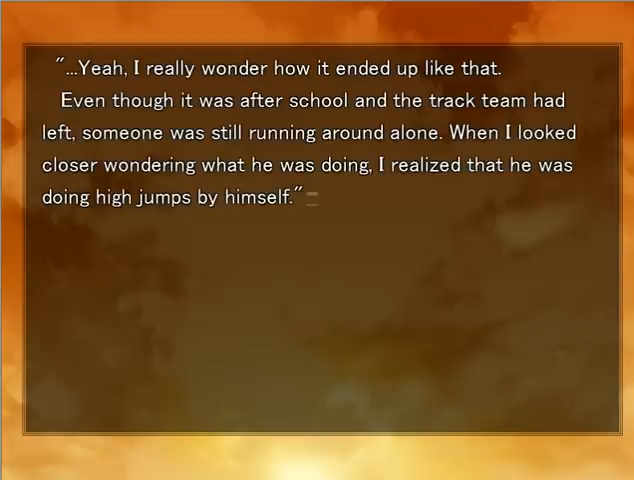 "...Yeah, I really wonder how it ended up like that.
Even though it was after school and the track team had
left, someone was still running around alone. When I looked
closer wondering what he was doing, I realized that he was
doing high jumps by himself."